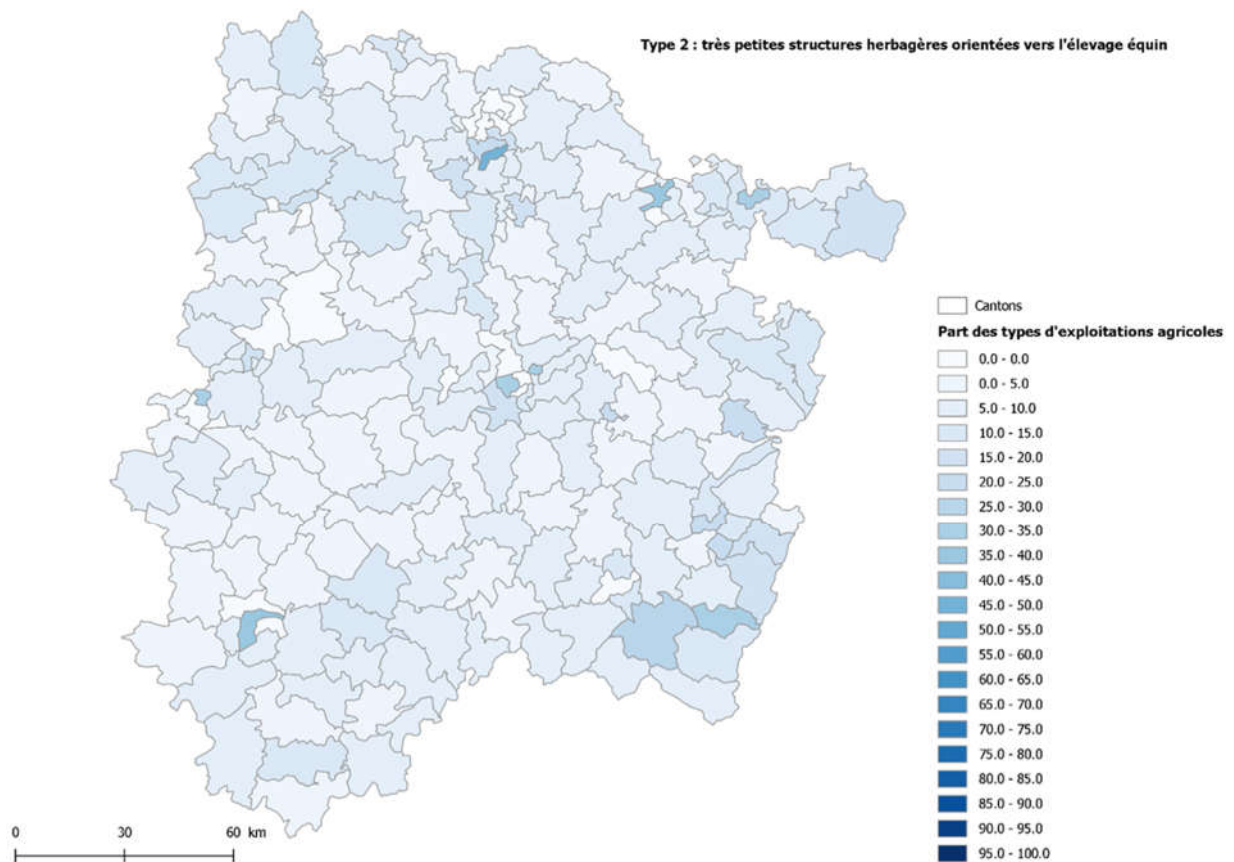 Type 2 : très petites structures herbagères orientées vers l'élevage équin
Cantons
Part des types d'exploitations agricoles
0.0 - 0.0
0.0 - 5.0
5.0 - 10.0
10.0 - 15.0
15.0 - 20.0
20.0 - 25.0
25.0 - 30.0
30.0 - 35.0
35.0 - 40.0
40.0 - 45.0
45.0 - 50.0
50.0 - 55.0
55.0 - 60.0
60.0 - 65.0
65.0 - 70.0
70.0 - 75.0
75.0 - 80.0
80.0 - 85.0
85.0 - 90.0
90.0 - 95.0
95.0 - 100.0
0 30 60 km